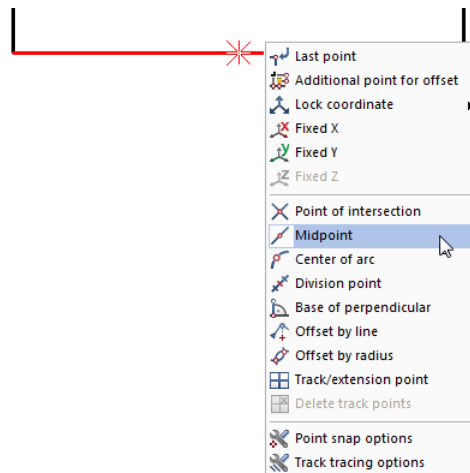 Last point
Additional point for offset
Lock coordinate
Fixed X
Fixed Y
Fixed Z
Point of intersection
Midpoint
Center of arc
Division point
Base of perpendicular
Offset by line
Offset by radius
Track/extension point
Delete track points
Point snap options
Track tracing options